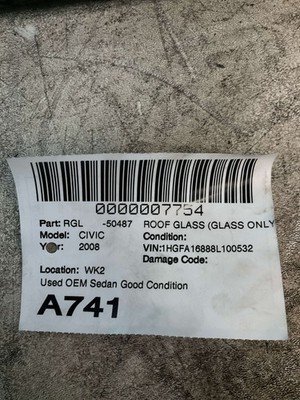 0000007754
Part: RGL -50487 ROOF GLASS (GLASS ONLY
Model: CIVIC Condition:
Year: 2008 VIN:1HGFA16888L100532
Damage Code:
Location: WK2
Used OEM Sedan Good Condition
A741